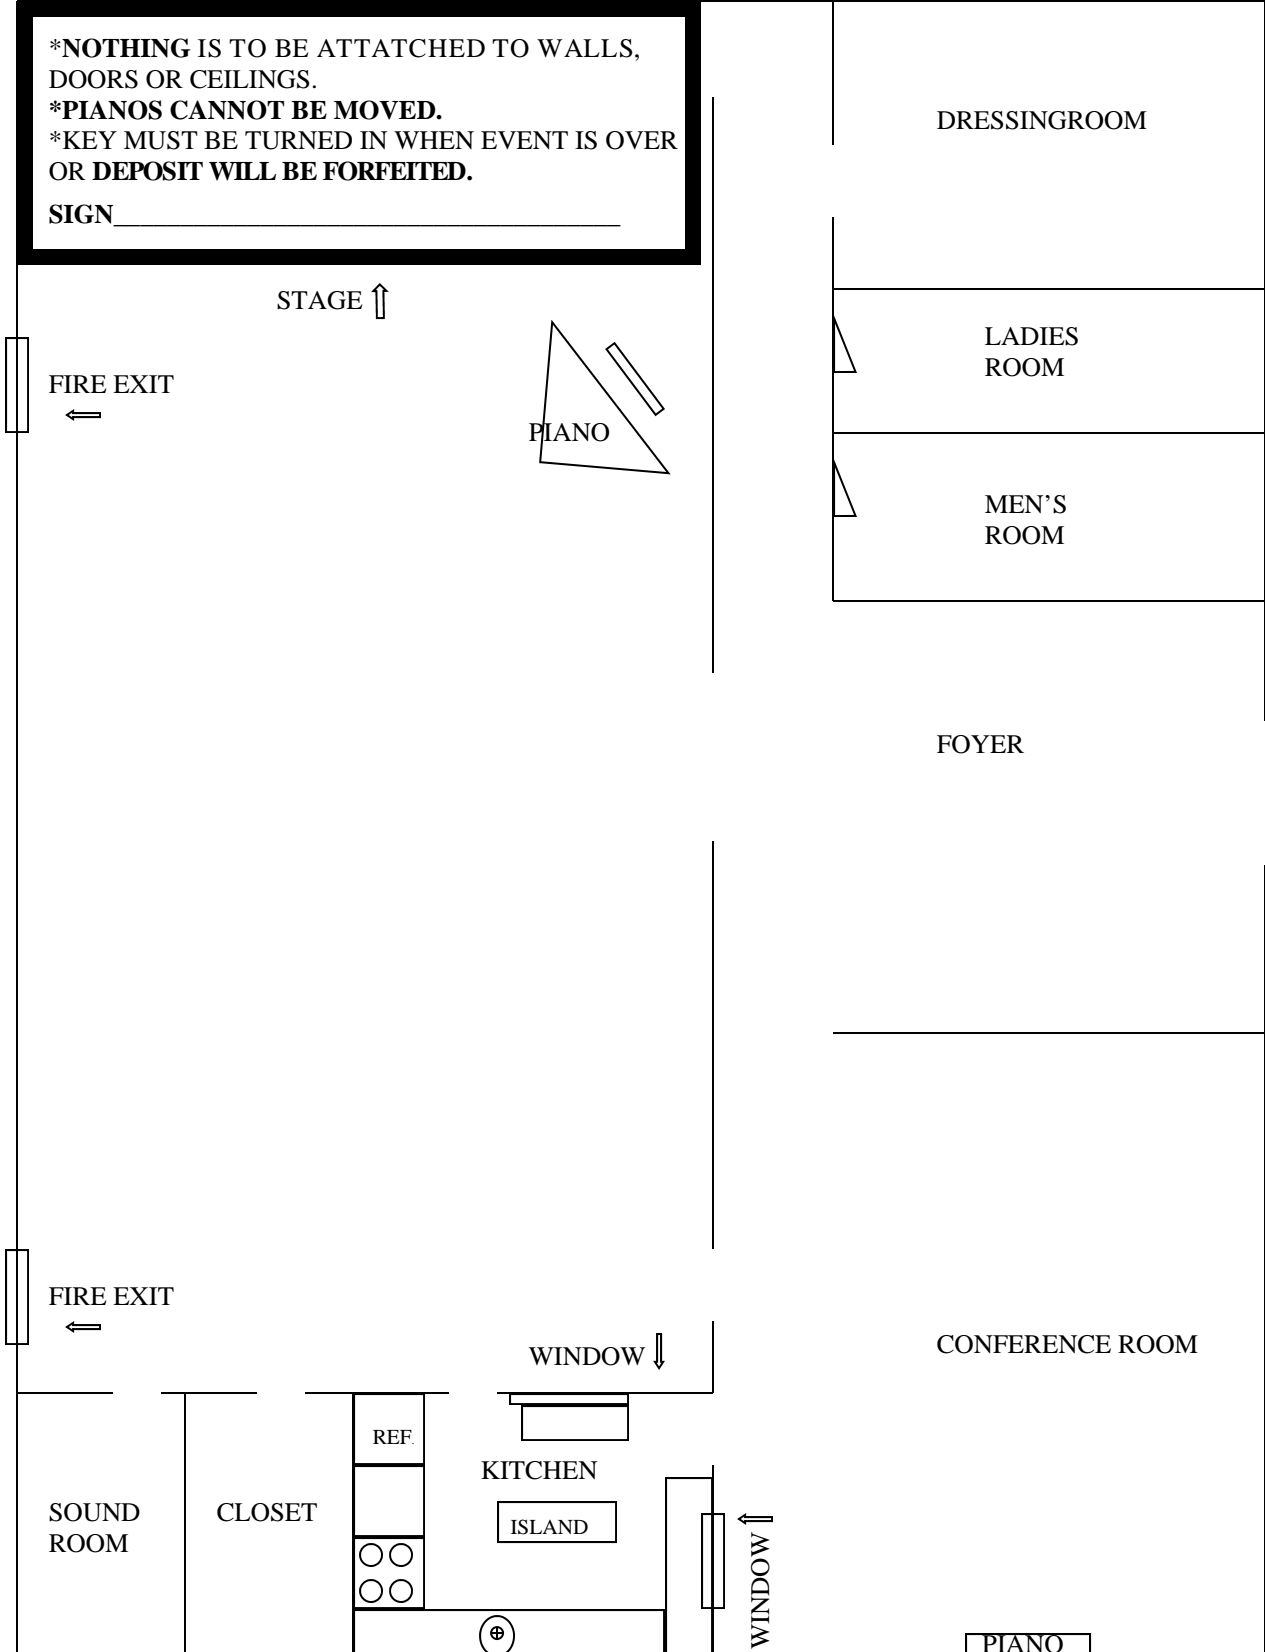 *NOTHING IS TO BE ATTATCHED TO WALLS,
DOORS OR CEILINGS.
*PIANOS CANNOT BE MOVED.
*KEY MUST BE TURNED IN WHEN EVENT IS OVER
OR DEPOSIT WILL BE FORFEITED.
SIGN______________________________________
DRESSINGROOM
STAGE
LADIES
ROOM
FIRE EXIT
PIANO
MEN’S
ROOM
FOYER
FIRE EXIT
WINDOW
CONFERENCE ROOM
REF.
KITCHEN
SOUND
ROOM
CLOSET
ISLAND
WINDOW
PIANO